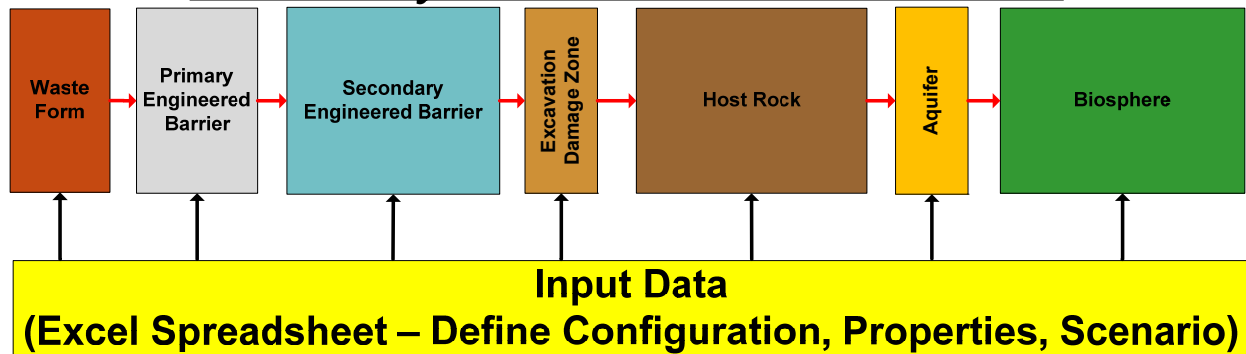 Waste
Form
Primary
Engineered
Barrier
Secondary
Engineered Barrier
Excavation
Damage Zone
Host Rock
Aquifer
Biosphere
Input Data
(Excel Spreadsheet – Define Configuration, Properties, Scenario)